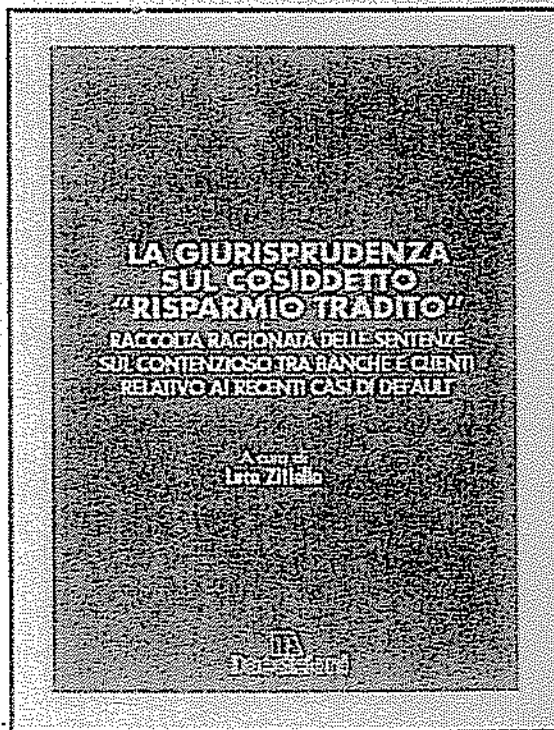 LA GIURISPRUDENZA
SUL COSIDDETTO
"RISPARMIO TRADITO"
RACCOLTA RAGIONATA DELLE SENTENZE
SUL CONTENZIOSO TRA BANCHE E CLIENTI
RELATIVO AI RECENTI CASI DI DEFAULT
A cura di